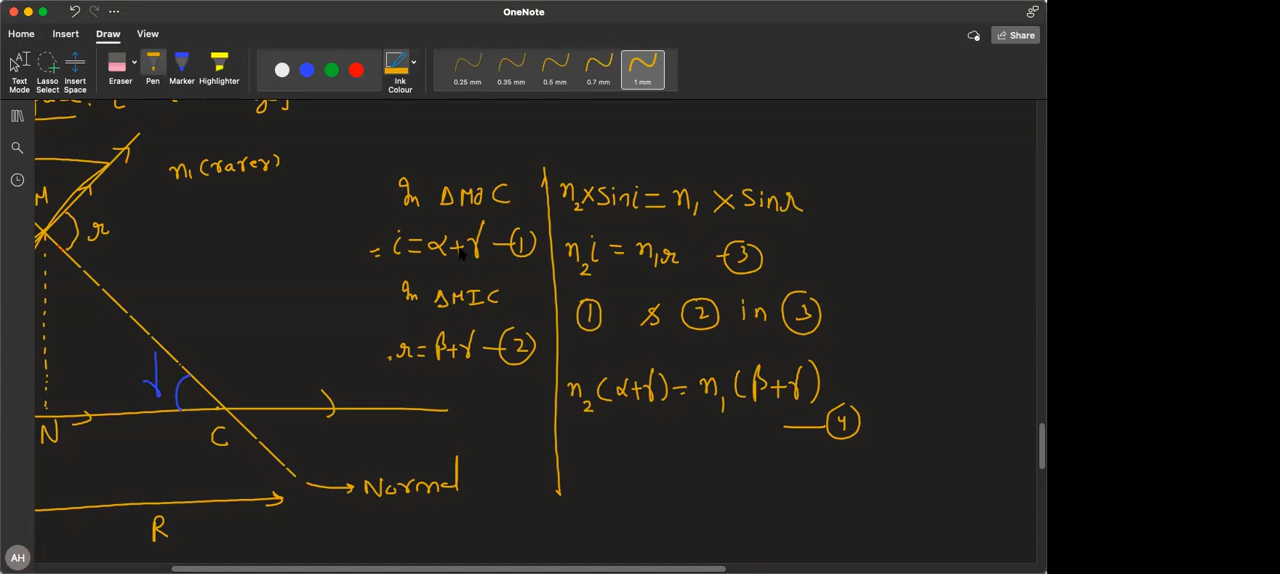 OneNote
Home Insert Draw View
Share
Text Mode
Lasso Select
Insert Space
Eraser
Pen
Marker
Highlighter
Ink Colour
0.25 mm
0.35 mm
0.5 mm
0.7 mm
1 mm
n₁ (rarer)
M
r
In ΔMOC
= i = α+γ —①
In ΔMIC
r = β+γ —②
n₂ × Sin i = n₁ × Sin r
n₂ i = n₁ r —③
① & ② in ③
n₂ (α+γ) = n₁ (β+γ)
—④
γ
N
C
Normal
R
AH